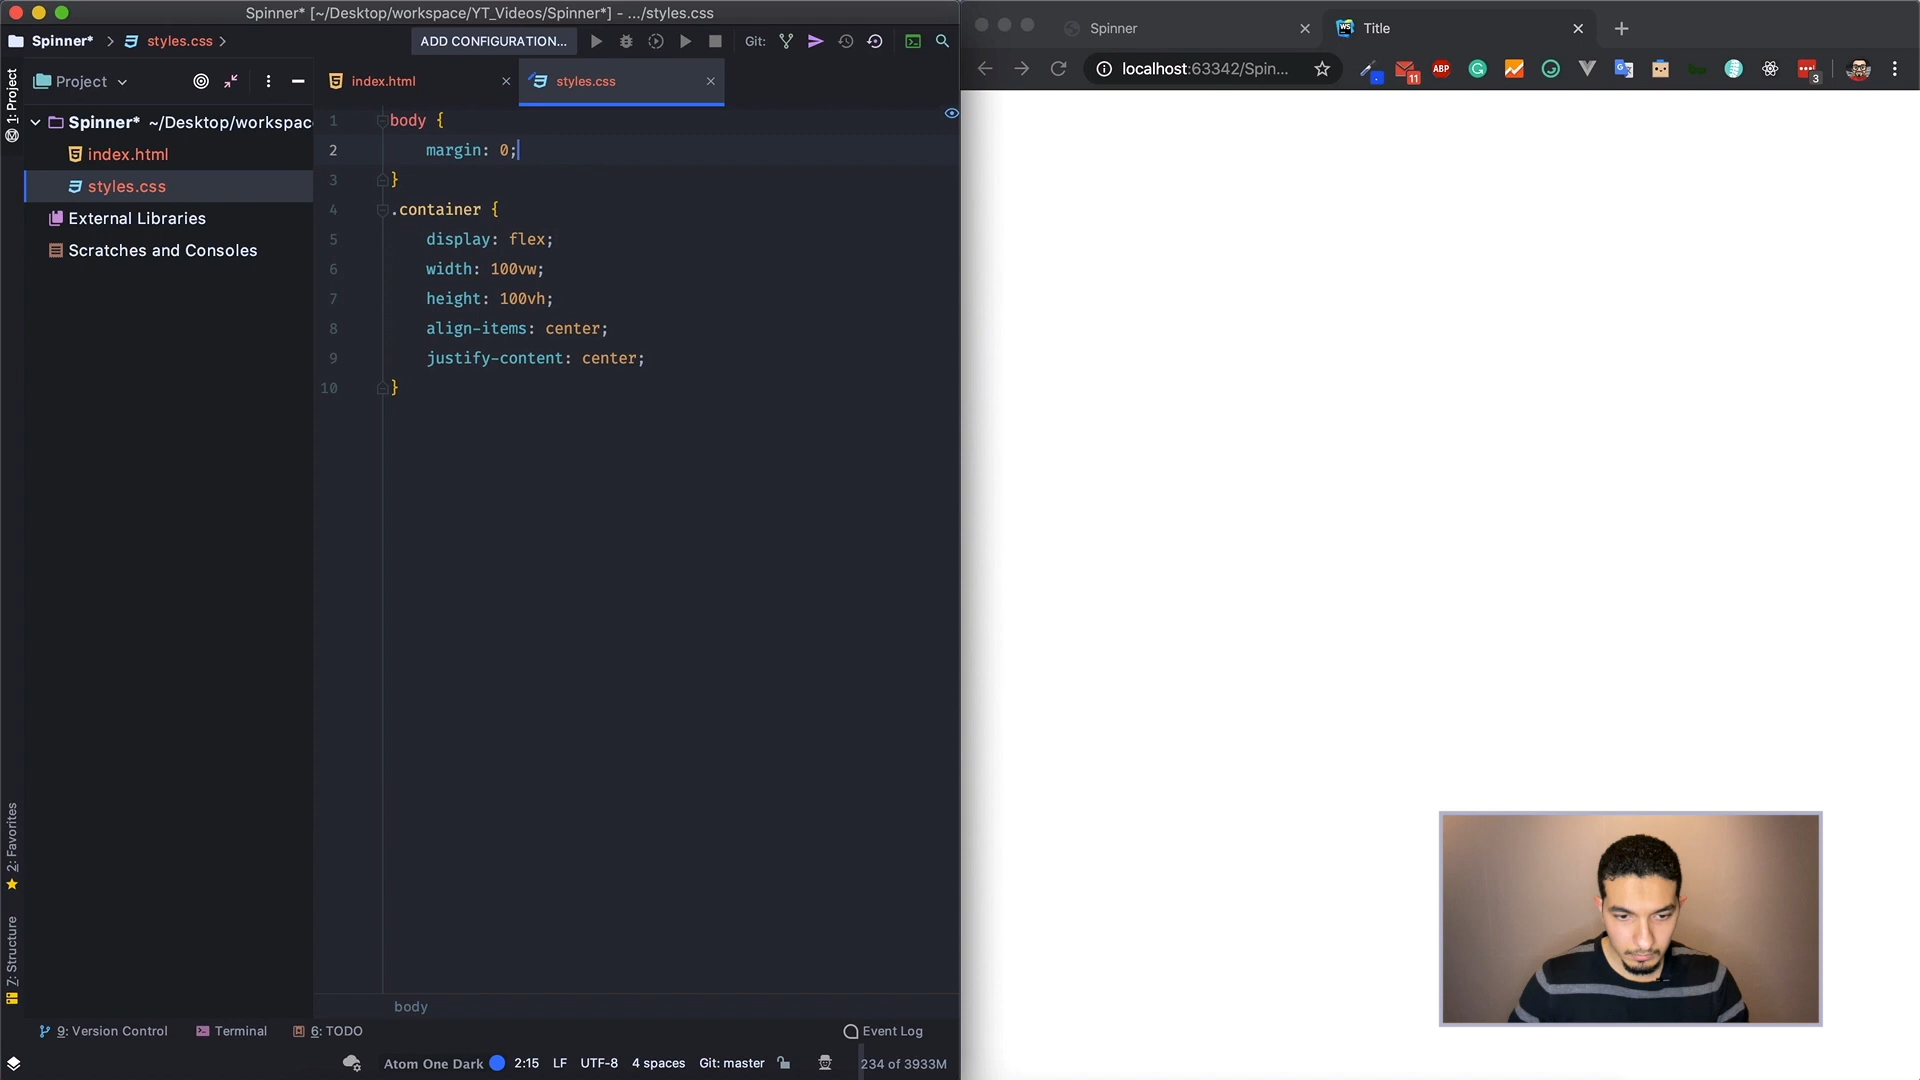 Spinner* [~/Desktop/workspace/YT_Videos/Spinner*] - .../styles.css
Spinner* styles.css
ADD CONFIGURATION...
Git:
1: Project
Project
index.html
styles.css
Spinner* ~/Desktop/workspac
index.html
styles.css
External Libraries
Scratches and Consoles
1 body {
2 margin: 0;
3 }
4 .container {
5 display: flex;
6 width: 100vw;
7 height: 100vh;
8 align-items: center;
9 justify-content: center;
10 }
2: Favorites
7: Structure
body
9: Version Control
Terminal
6: TODO
Event Log
Atom One Dark
2:15
LF
UTF-8
4 spaces
Git: master
234 of 3933M
Spinner
WS
Title
localhost:63342/Spin...
11
ABP
3